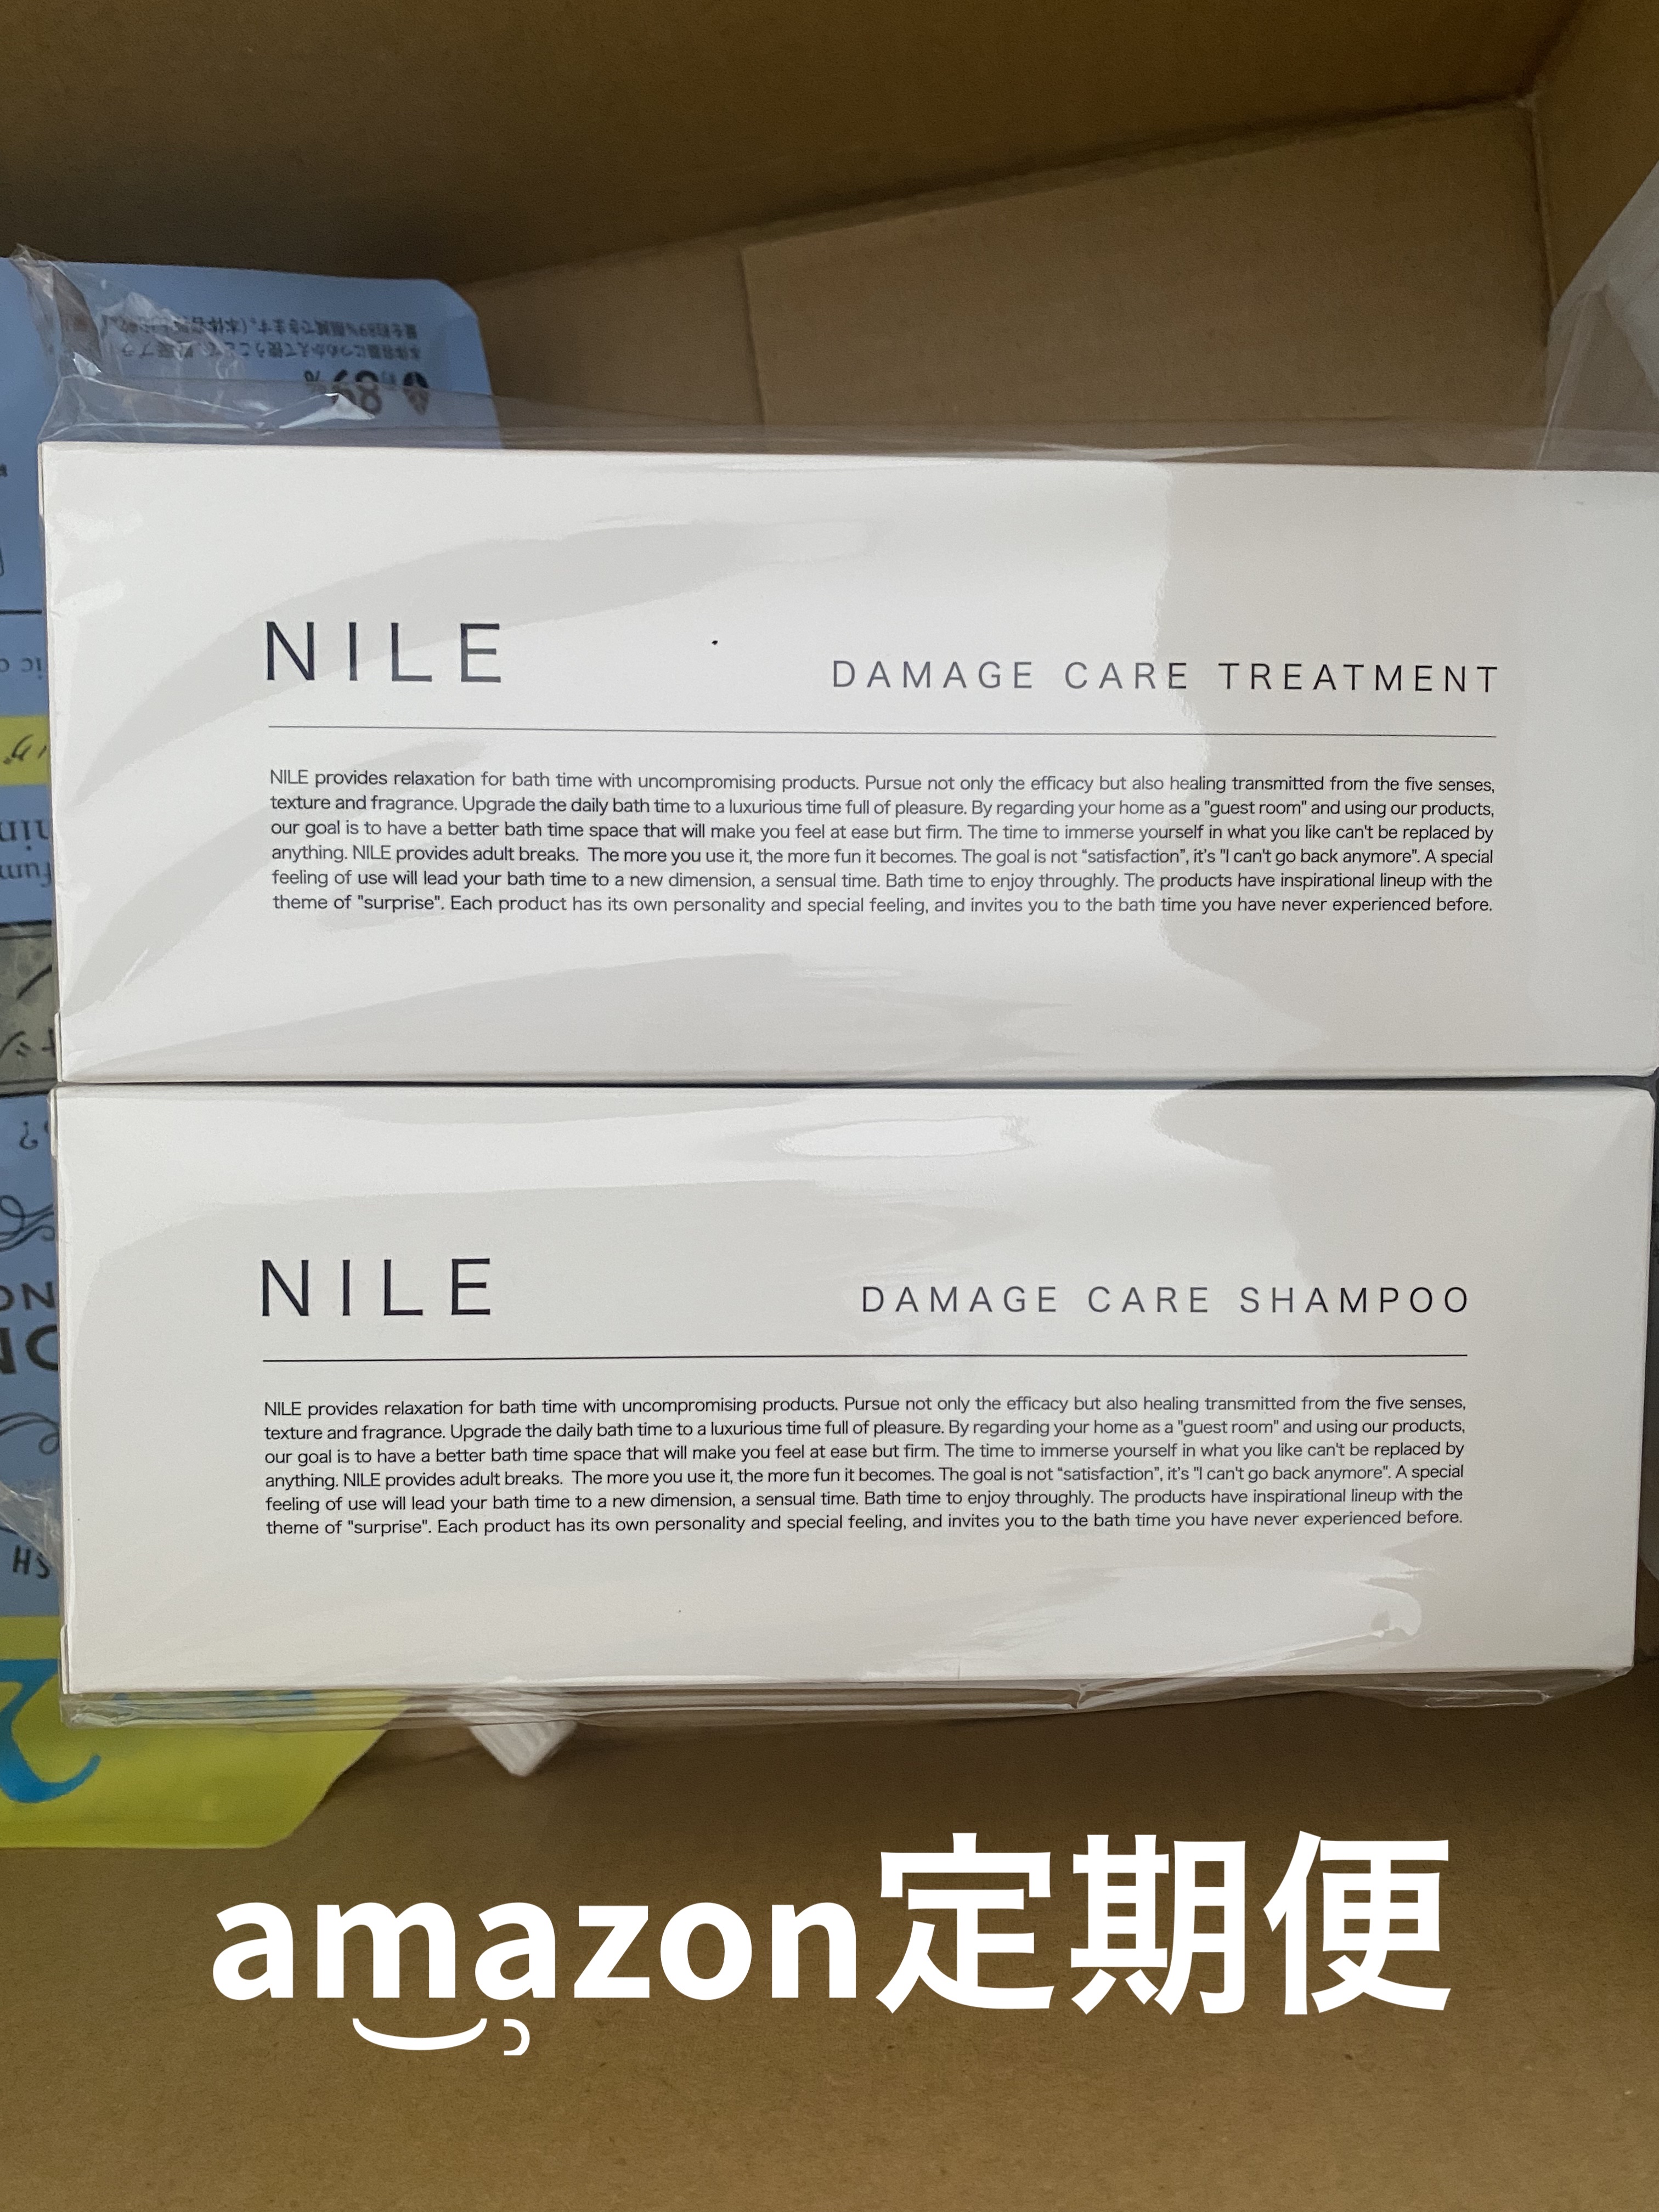 89%
NILE
DAMAGE CARE TREATMENT
NILE provides relaxation for bath time with uncompromising products. Pursue not only the efficacy but also healing transmitted from the five senses,
texture and fragrance. Upgrade the daily bath time to a luxurious time full of pleasure. By regarding your home as a "guest room" and using our products,
our goal is to have a better bath time space that will make you feel at ease but firm. The time to immerse yourself in what you like can't be replaced by
anything. NILE provides adult breaks. The more you use it, the more fun it becomes. The goal is not “satisfaction”, it's "I can't go back anymore". A special
feeling of use will lead your bath time to a new dimension, a sensual time. Bath time to enjoy throughly. The products have inspirational lineup with the
theme of "surprise". Each product has its own personality and special feeling, and invites you to the bath time you have never experienced before.
NILE
DAMAGE CARE SHAMPOO
NILE provides relaxation for bath time with uncompromising products. Pursue not only the efficacy but also healing transmitted from the five senses,
texture and fragrance. Upgrade the daily bath time to a luxurious time full of pleasure. By regarding your home as a "guest room" and using our products,
our goal is to have a better bath time space that will make you feel at ease but firm. The time to immerse yourself in what you like can't be replaced by
anything. NILE provides adult breaks. The more you use it, the more fun it becomes. The goal is not “satisfaction”, it's "I can't go back anymore". A special
feeling of use will lead your bath time to a new dimension, a sensual time. Bath time to enjoy throughly. The products have inspirational lineup with the
theme of "surprise". Each product has its own personality and special feeling, and invites you to the bath time you have never experienced before.
amazon定期便